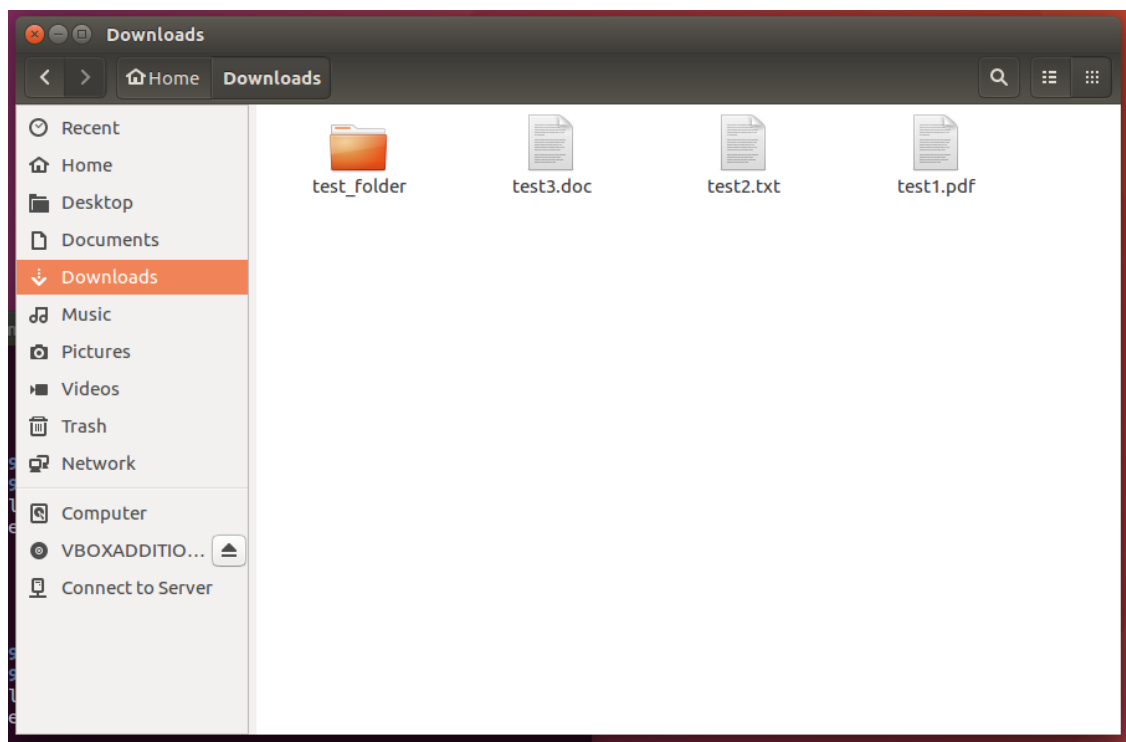 Downloads
Home Downloads
Recent
Home
Desktop
Documents
Downloads
Music
Pictures
Videos
Trash
Network
Computer
VBOXADDITIO...
Connect to Server
test_folder
test3.doc
test2.txt
test1.pdf